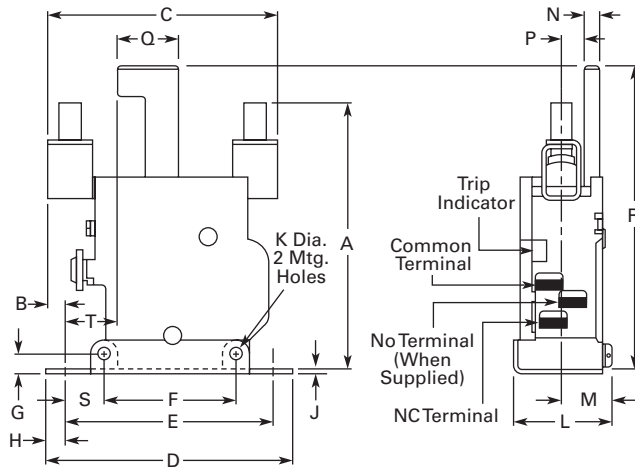 C
N
Q
P
Trip
Indicator
K Dia.
2 Mtg.
Holes
A
R
Common
Terminal
B
T
No Terminal
(When
Supplied)
G
S
F
J
NC Terminal
M
H
E
L
D